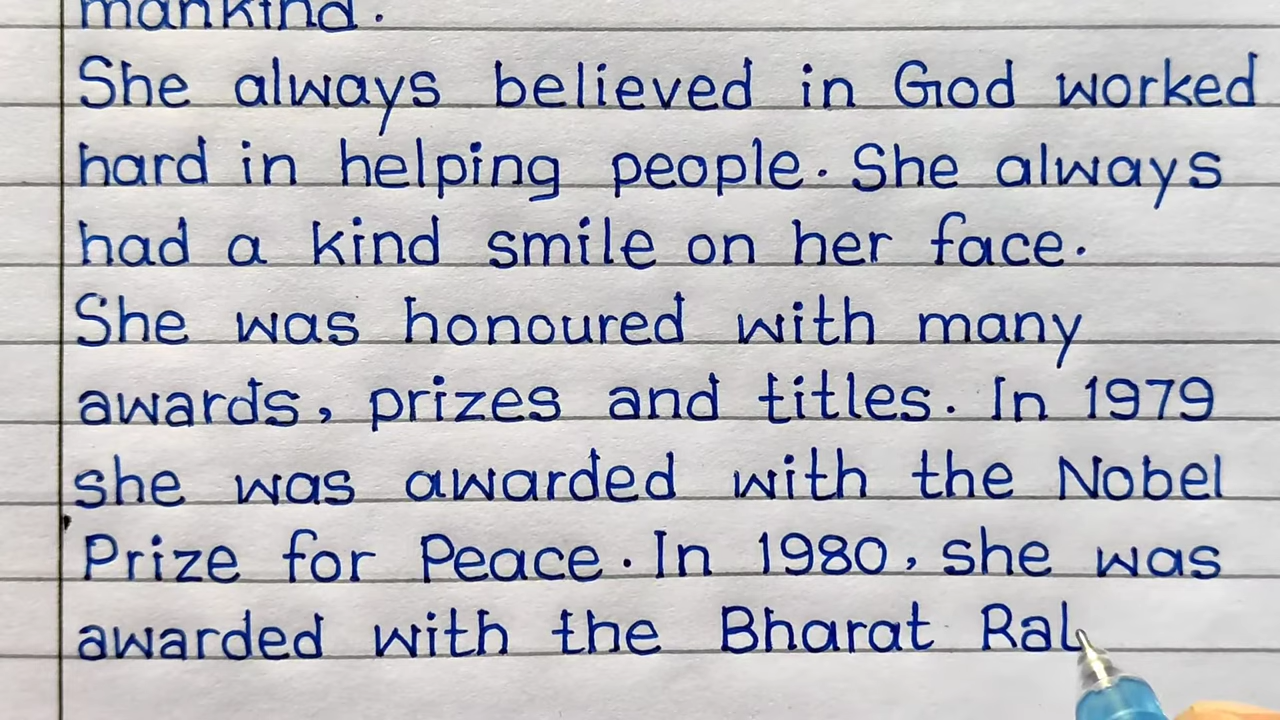 mankind.
She always believed in God worked
hard in helping people. She always
had a kind smile on her face.
She was honoured with many
awards, prizes and titles. In 1979
she was awarded with the Nobel
Prize for Peace. In 1980, she was
awarded with the Bharat Ral